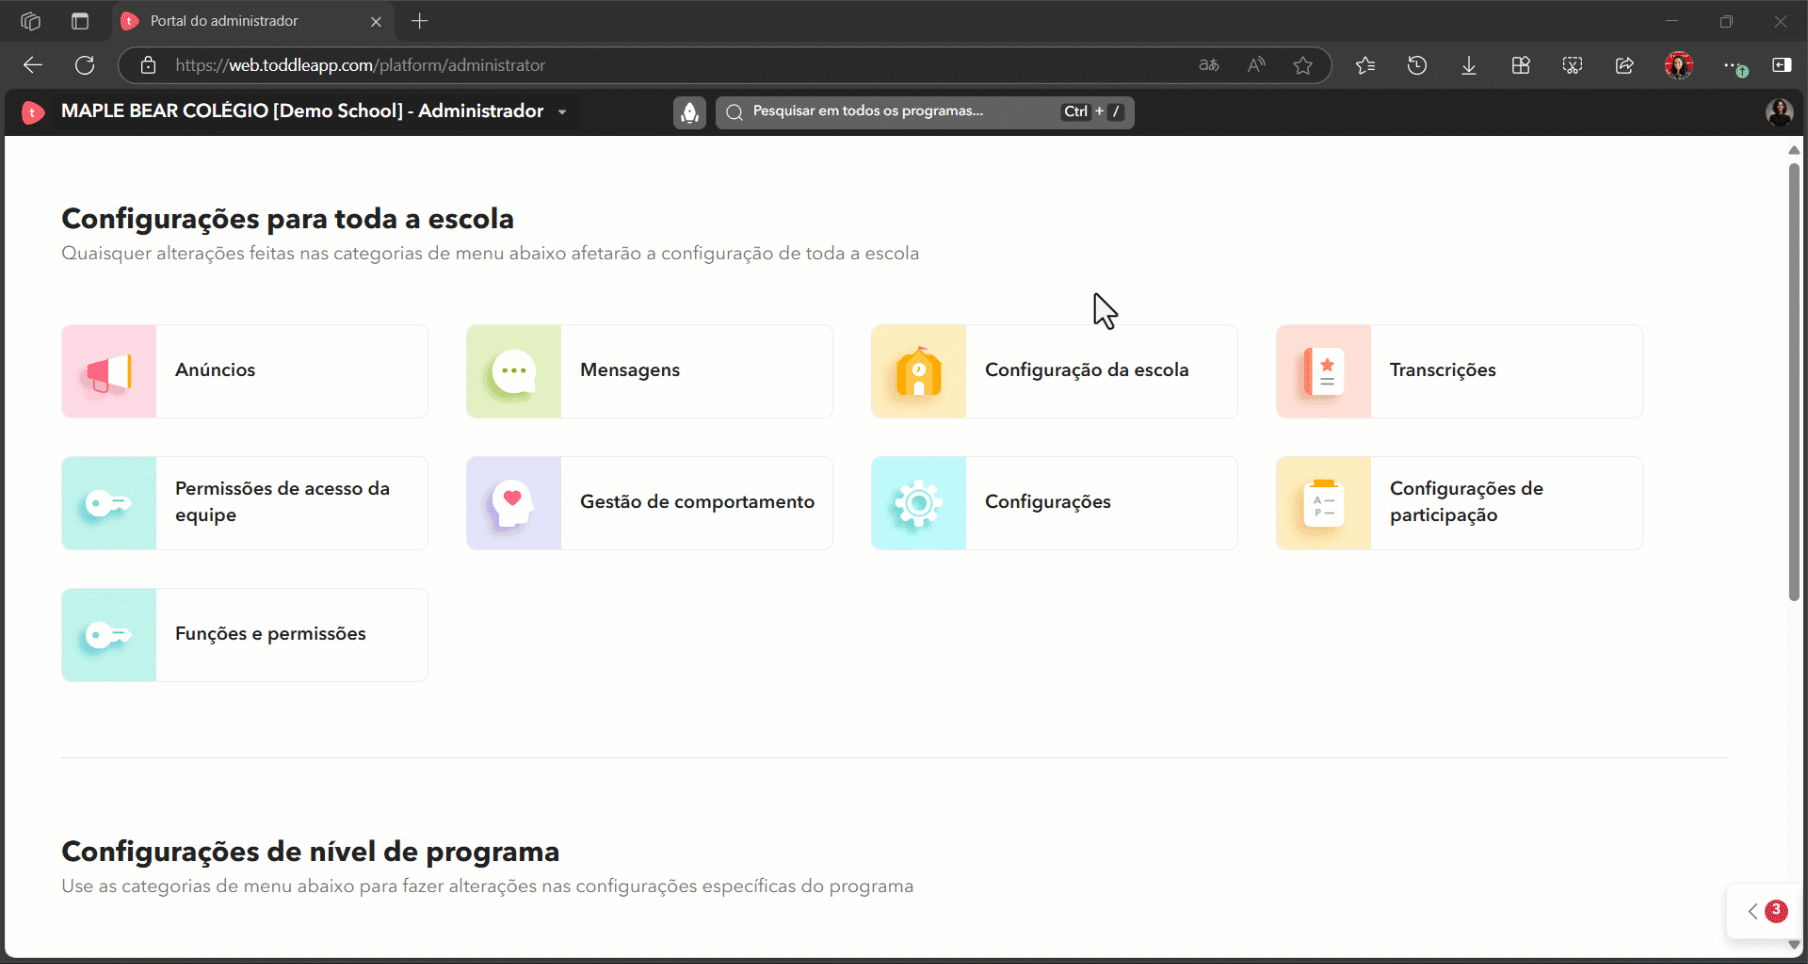 Portal do administrador
https://web.toddleapp.com/platform/administrator
MAPLE BEAR COLÉGIO [Demo School] - Administrador
Pesquisar em todos os programas...
Ctrl + /
Configurações para toda a escola
Quaisquer alterações feitas nas categorias de menu abaixo afetarão a configuração de toda a escola
Anúncios
Mensagens
Configuração da escola
Transcrições
Permissões de acesso da
equipe
Gestão de comportamento
Configurações
A
P
Configurações de
participação
Funções e permissões
Configurações de nível de programa
Use as categorias de menu abaixo para fazer alterações nas configurações específicas do programa
3